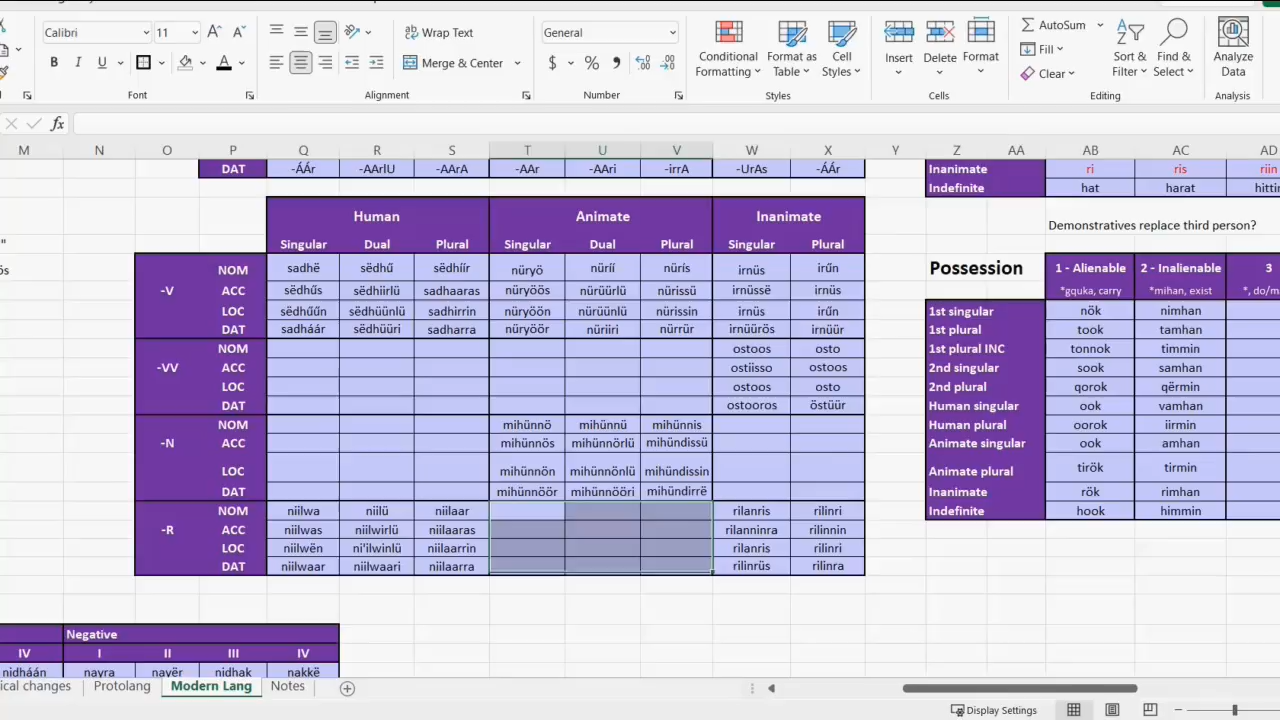 Calibri 11 Wrap Text General AutoSum
Fill
B I U Merge & Center $ % 9 Conditional Formatting Format as Table Cell Styles Insert Delete Format Clear Sort & Filter Find & Select Analyze Data
Font Alignment Number Styles Cells Editing Analysis
fx
M N O P Q R S T U V W X Y Z AA AB AC AD
DAT -ÁÁr -AArlU -AArA -AAr -AAri -irrA -UrAs -ÁÁr Inanimate ri ris riin
Indefinite hat harat hittin
Human Animate Inanimate
Demonstratives replace third person?
Singular Dual Plural Singular Dual Plural Singular Plural
NOM sadhë sëdhű sëdhíír nüryö nüríí nürís irnüs irűn Possession 1 - Alienable 2 - Inalienable 3
-V ACC sëdhűs sëdhiirlü sadhaaras nüryöös nürüürlü nürissü irnüssë irnüs *gquka, carry *mihan, exist *, do/m
LOC sëdhűűn sëdhüünlü sadhirrin nüryöön nürüünlü nürissin irnüs irűn 1st singular nök nimhan
DAT sadháár sëdhüüri sadharra nüryöör nüriiri nürrür irnüürös irnüür 1st plural took tamhan
NOM ostoos osto 1st plural INC tonnok timmin
-VV ACC ostiisso ostoos 2nd singular sook samhan
LOC ostoos osto 2nd plural qorok qërmin
DAT ostooros östüür Human singular ook vamhan
NOM mihünnö mihünnü mihünnis Human plural oorok iirmin
-N ACC mihünnös mihünnörlü mihündissü Animate singular ook amhan
LOC mihünnön mihünnönlü mihündissin Animate plural tirök tirmin
DAT mihünnöör mihünnööri mihündirrë Inanimate rök rimhan
NOM niilwa niilü niilaar rilanris rilinri Indefinite hook himmin
-R ACC niilwas niilwirlü niilaaras rilanninra rilinnin
LOC niilwën ni'ilwinlü niilaarrin rilanris rilinri
DAT niilwaar niilwaari niilaarra rilinrüs rilinra
Negative
IV I II III IV
nidháán nayra navër nidhak nakkë
ical changes Protolang Modern Lang Notes
Display Settings